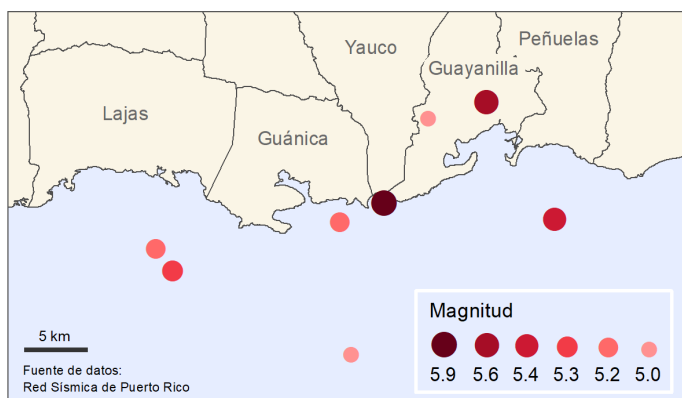 Peñuelas
Yauco
Guayanilla
Lajas
Guánica
Magnitud
5.9 5.6 5.4 5.3 5.2 5.0
5 km
Fuente de datos:
Red Sísmica de Puerto Rico